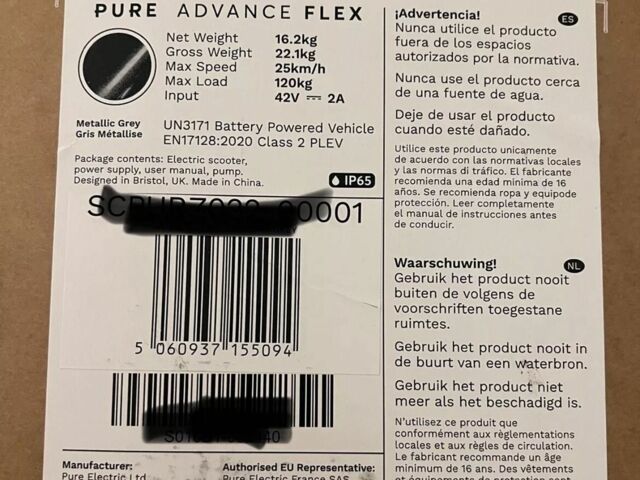 PURE ADVANCE FLEX
Net Weight 16.2kg
Gross Weight 22.1kg
Max Speed 25km/h
Max Load 120kg
Input 42V ⎓ 2A
Metallic Grey
Gris Métallise
UN3171 Battery Powered Vehicle
EN17128:2020 Class 2 PLEV
Package contents: Electric scooter,
power supply, user manual, pump.
Designed in Bristol, UK. Made in China.
IP65
00001
5 060937 155094
Manufacturer:
Pure Electric Ltd
Authorised EU Representative:
Pure Electric France SAS
¡Advertencia!
ES
Nunca utilice el producto
fuera de los espacios
autorizados por la normativa.
Nunca use el producto cerca
de una fuente de agua.
Deje de usar el producto
cuando esté dañado.
Utilice este producto unicamente
de acuerdo con las normativas locales
y las normas di tráfico. El fabricante
recomienda una edad minima de 16
años. Se recomienda ropa y equipode
protección. Leer completamente
el manual de instrucciones antes
de conducir.
Waarschuwing!
NL
Gebruik het product nooit
buiten de volgens de
voorschriften toegestane
ruimtes.
Gebruik het product nooit in
de buurt van een waterbron.
Gebruik het product niet
meer als het beschadigd is.
N'utilisez ce produit que
conformément aux règlementations
locales et aux règles de circulation.
Le fabricant recommande un âge
minimum de 16 ans. Des vêtements
et équipements de protection sont